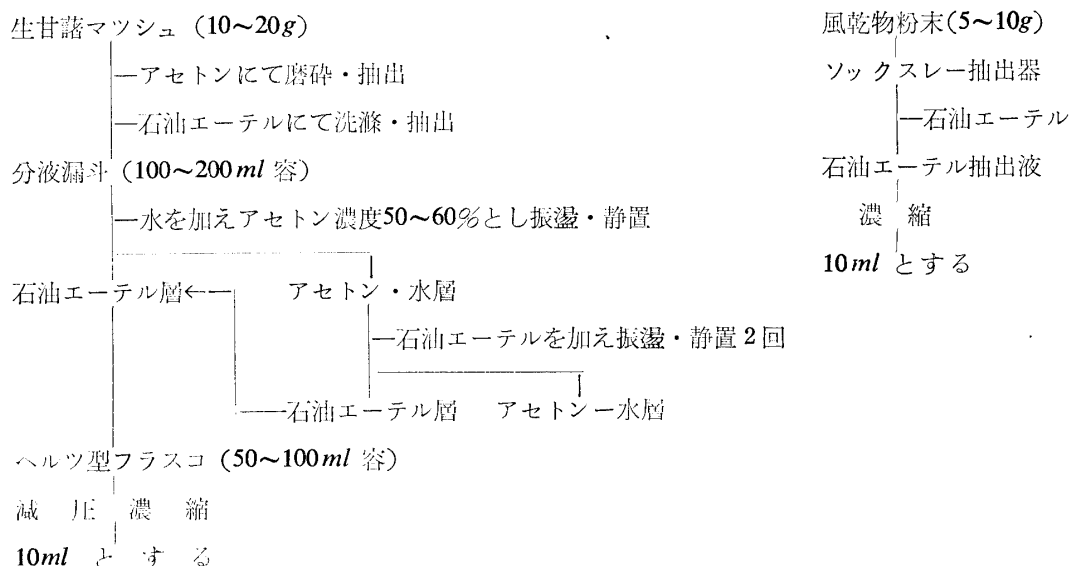 生甘藷マツシュ (10~20g)
―アセトンにて磨砕・抽出
―石油エーテルにて洗滌・抽出
分液漏斗 (100~200ml 容)
―水を加えアセトン濃度50~60%とし振盪・静置
石油エーテル層← アセトン・水層
―石油エーテルを加え振盪・静置2回
―石油エーテル層 アセトン―水層
ヘルツ型フラスコ (50~100ml 容)
減圧濃縮
10ml とする
風乾物粉末(5~10g)
ソックスレー抽出器
―石油エーテル
石油エーテル抽出液
濃縮
10ml とする